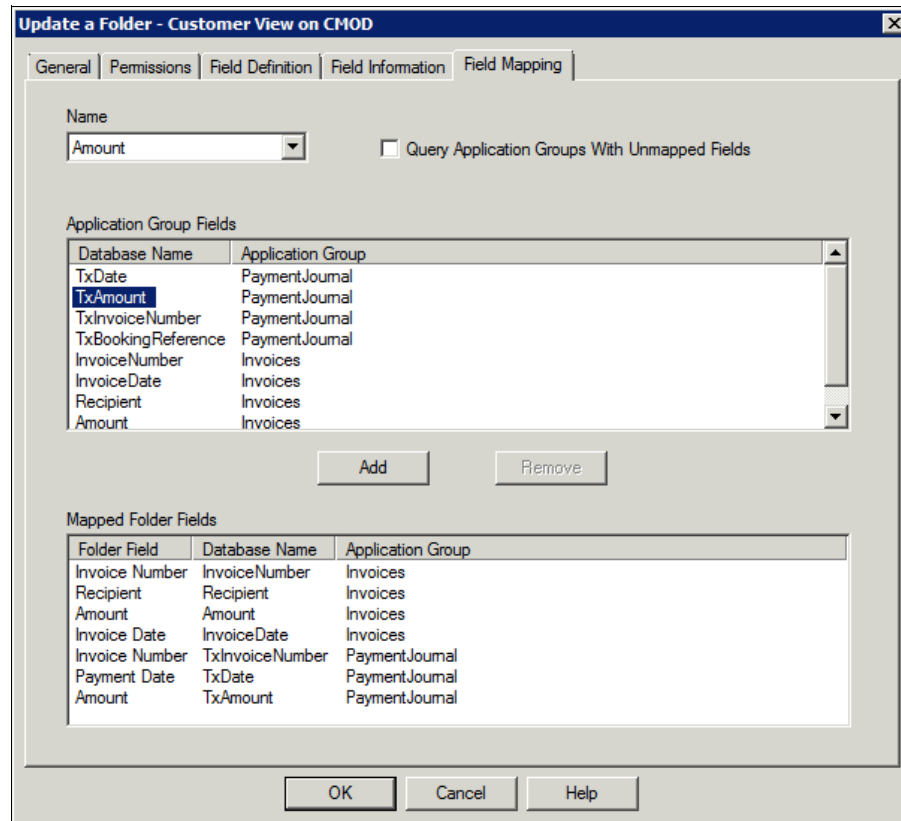 Update a Folder - Customer View on CMOD
General Permissions Field Definition Field Information Field Mapping
Name
Amount Query Application Groups With Unmapped Fields
Application Group Fields
Database Name Application Group
TxDate PaymentJournal
TxAmount PaymentJournal
TxInvoiceNumber PaymentJournal
TxBookingReference PaymentJournal
InvoiceNumber Invoices
InvoiceDate Invoices
Recipient Invoices
Amount Invoices
Add Remove
Mapped Folder Fields
Folder Field Database Name Application Group
Invoice Number InvoiceNumber Invoices
Recipient Recipient Invoices
Amount Amount Invoices
Invoice Date InvoiceDate Invoices
Invoice Number TxInvoiceNumber PaymentJournal
Payment Date TxDate PaymentJournal
Amount TxAmount PaymentJournal
OK Cancel Help